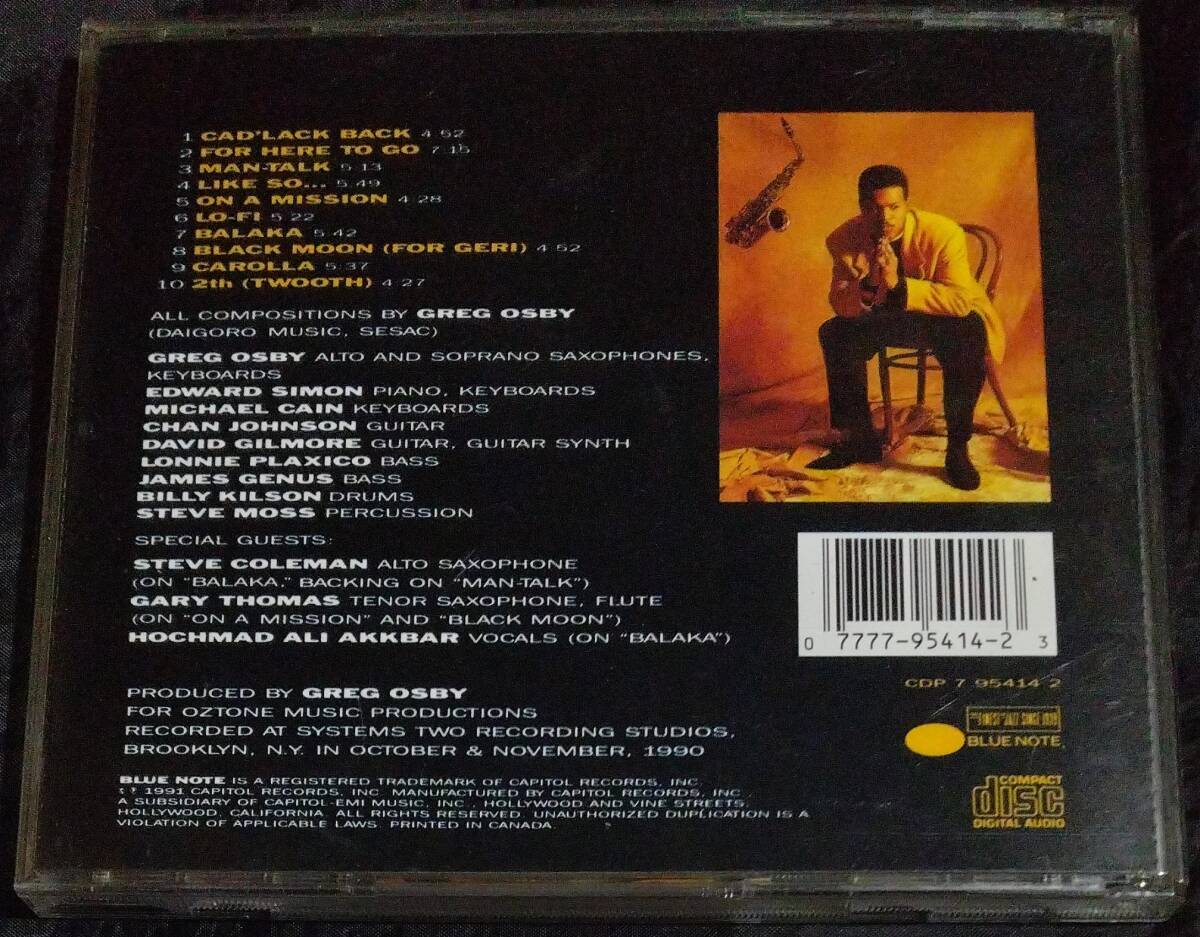 1 CAD'LACK BACK 4:52
2 FOR HERE TO GO 7:15
3 MAN-TALK 5:13
4 LIKE SO... 5:49
5 ON A MISSION 4:28
6 LO-FI 5:22
7 BALAKA 5:42
8 BLACK MOON (FOR GERI) 4:52
9 CAROLLA 5:37
10 2th (TWOOTH) 4:27
ALL COMPOSITIONS BY GREG OSBY
(DAIGORO MUSIC, SESAC)
GREG OSBY ALTO AND SOPRANO SAXOPHONES,
KEYBOARDS
EDWARD SIMON PIANO, KEYBOARDS
MICHAEL CAIN KEYBOARDS
CHAN JOHNSON GUITAR
DAVID GILMORE GUITAR, GUITAR SYNTH
LONNIE PLAXICO BASS
JAMES GENUS BASS
BILLY KILSON DRUMS
STEVE MOSS PERCUSSION
SPECIAL GUESTS:
STEVE COLEMAN ALTO SAXOPHONE
(ON "BALAKA," BACKING ON "MAN-TALK")
GARY THOMAS TENOR SAXOPHONE, FLUTE
(ON "ON A MISSION" AND "BLACK MOON")
HOCHMAD ALI AKKBAR VOCALS (ON "BALAKA")
PRODUCED BY GREG OSBY
FOR OZTONE MUSIC PRODUCTIONS
RECORDED AT SYSTEMS TWO RECORDING STUDIOS,
BROOKLYN, N.Y. IN OCTOBER & NOVEMBER, 1990
BLUE NOTE IS A REGISTERED TRADEMARK OF CAPITOL RECORDS, INC.
© ℗ 1991 CAPITOL RECORDS, INC. MANUFACTURED BY CAPITOL RECORDS, INC.,
A SUBSIDIARY OF CAPITOL-EMI MUSIC, INC., HOLLYWOOD AND VINE STREETS,
HOLLYWOOD, CALIFORNIA. ALL RIGHTS RESERVED. UNAUTHORIZED DUPLICATION IS A
VIOLATION OF APPLICABLE LAWS. PRINTED IN CANADA.
0 7777-95414-2 3
CDP 7 95414 2
FINEST JAZZ SINCE 1939
BLUE NOTE
COMPACT
disc
DIGITAL AUDIO